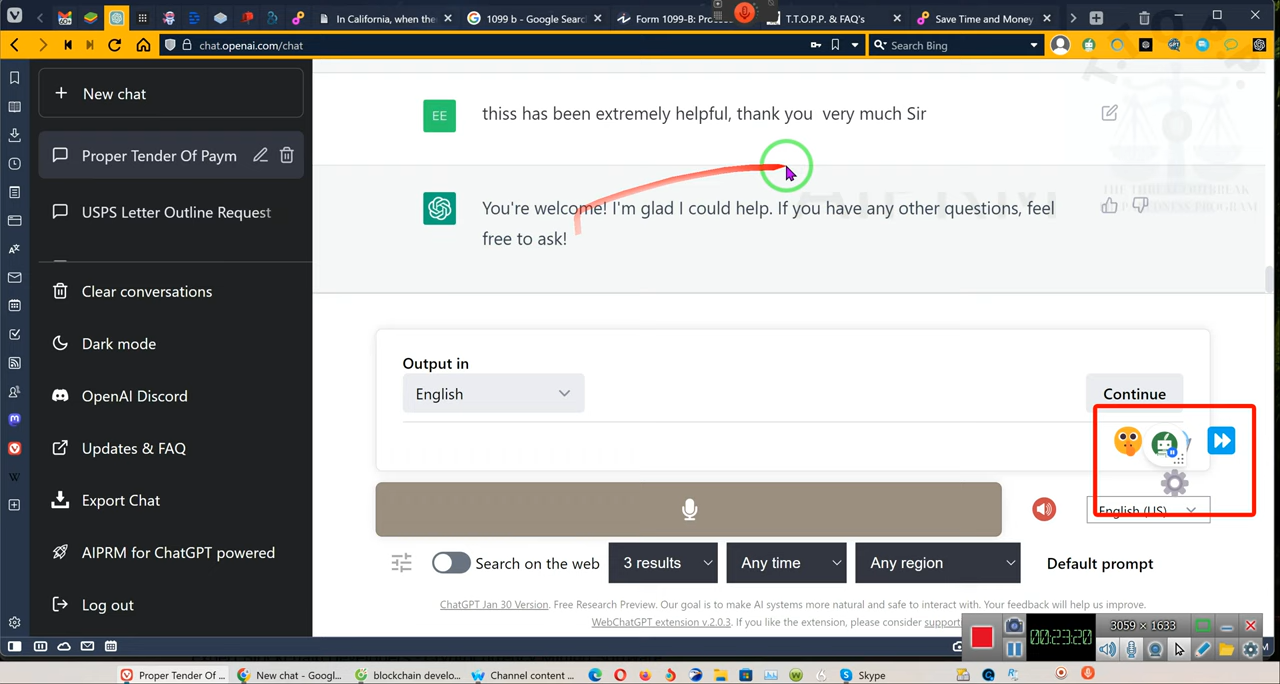 In California, when the
1099 b - Google Searc
Form 1099-B: Pro
T.T.O.P.P. & FAQ's
Save Time and Money
chat.openai.com/chat
Search Bing
New chat
EE
thiss has been extremely helpful, thank you very much Sir
Proper Tender Of Paym
USPS Letter Outline Request
You're welcome! I'm glad I could help. If you have any other questions, feel
free to ask!
Clear conversations
Dark mode
OpenAI Discord
Updates & FAQ
Export Chat
AIPRM for ChatGPT powered
Log out
Output in
English
Continue
English (US)
Search on the web
3 results
Any time
Any region
Default prompt
ChatGPT Jan 30 Version. Free Research Preview. Our goal is to make AI systems more natural and safe to interact with. Your feedback will help us improve.
WebChatGPT extension v.2.0.3. If you like the extension, please consider support
00:23:20
3059 × 1633
Proper Tender Of ...
New chat - Googl...
blockchain develo...
Channel content ...
Skype